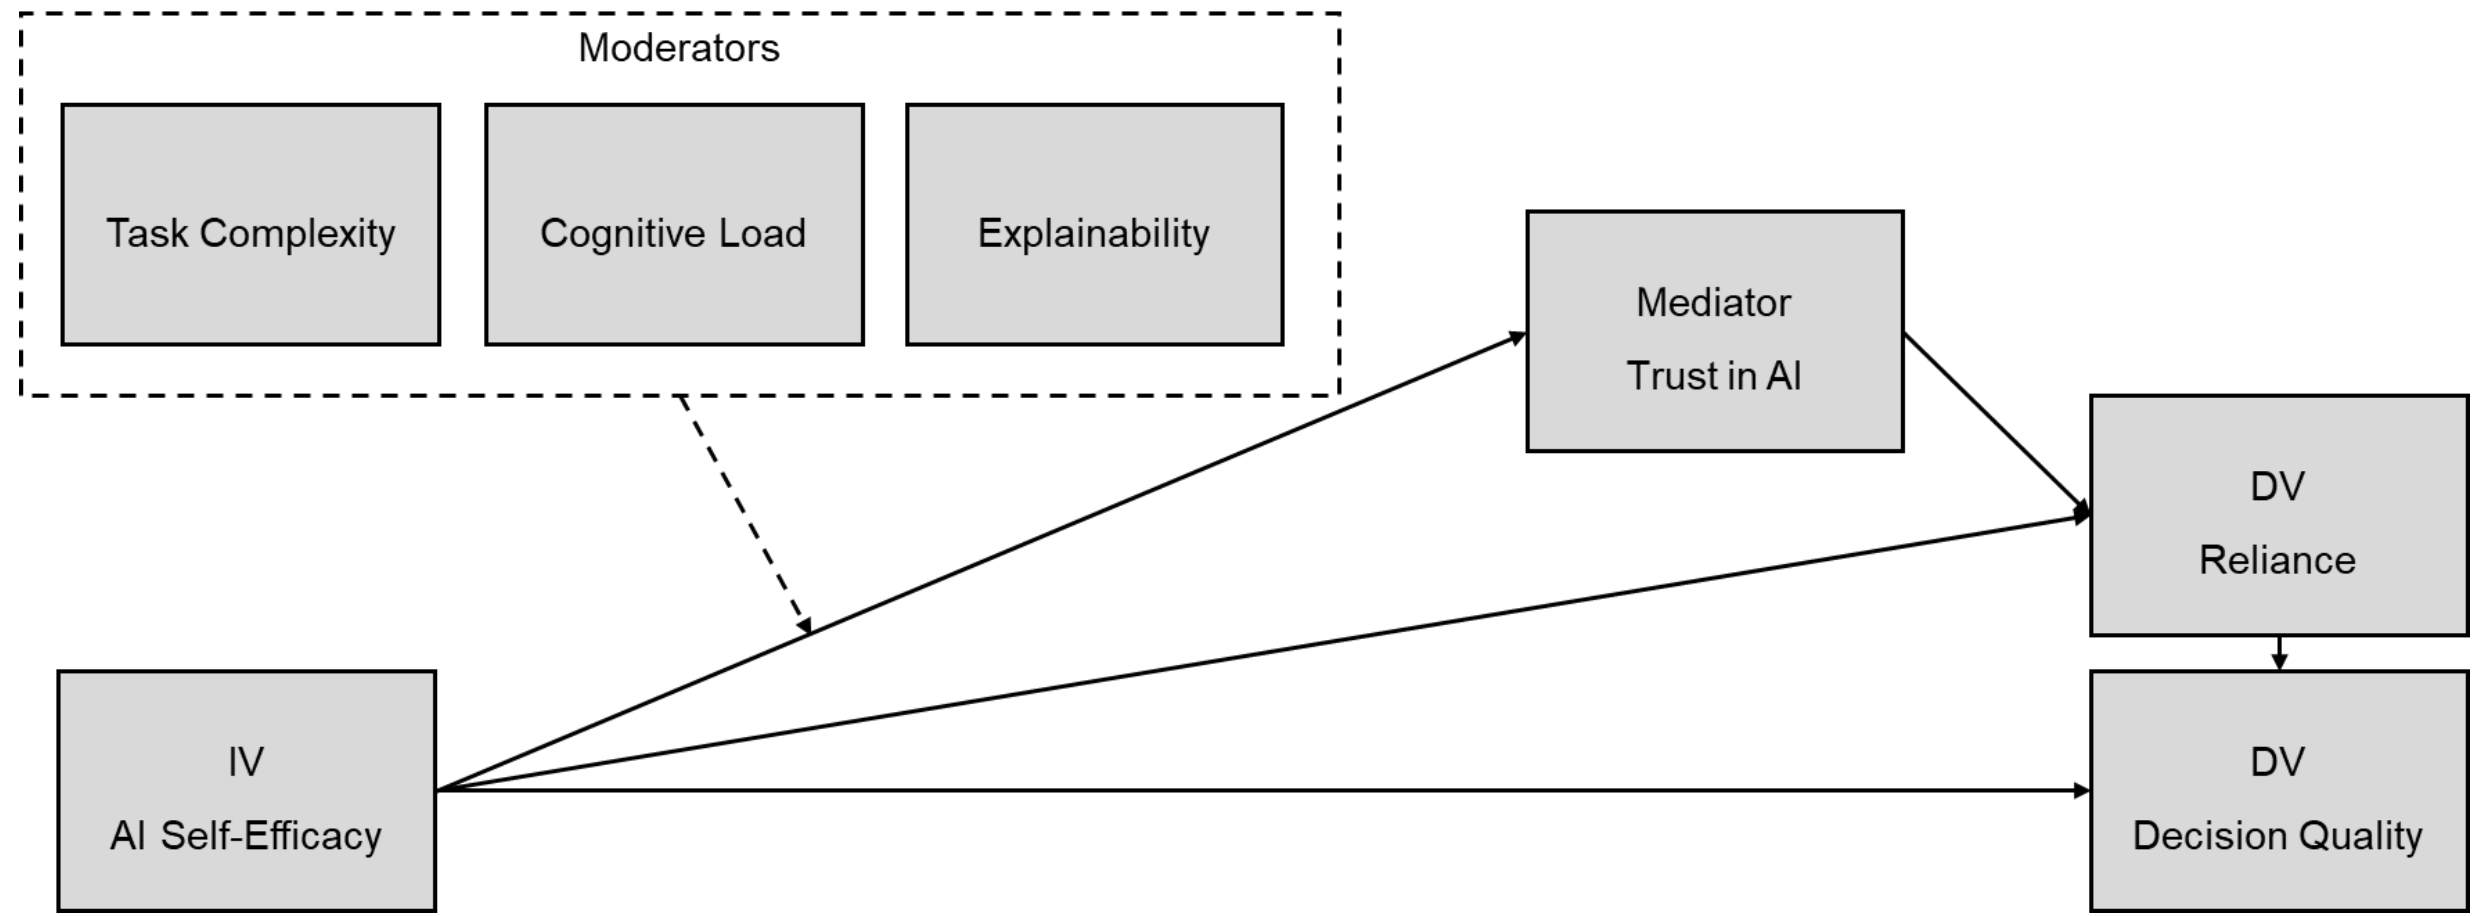 Moderators
Task Complexity
Cognitive Load
Explainability
Mediator
Trust in AI
DV
Reliance
IV
AI Self-Efficacy
DV
Decision Quality